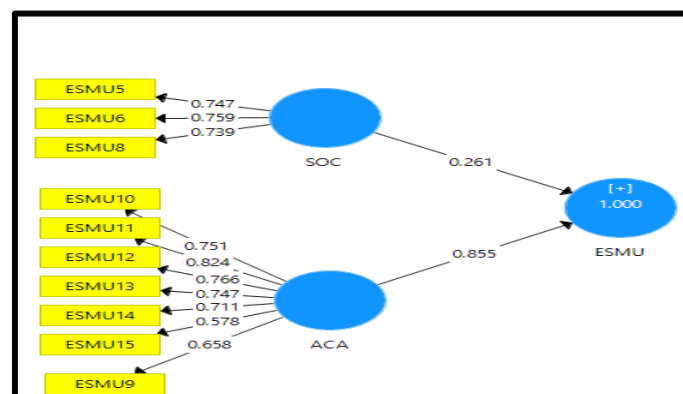 ESMU5
ESMU6
ESMU8
0.747
0.759
0.739
SOC
0.261
[+]
1.000
ESMU
ESMU10
ESMU11
ESMU12
ESMU13
ESMU14
ESMU15
ESMU9
0.751
0.824
0.766
0.747
0.711
0.578
0.658
ACA
0.855